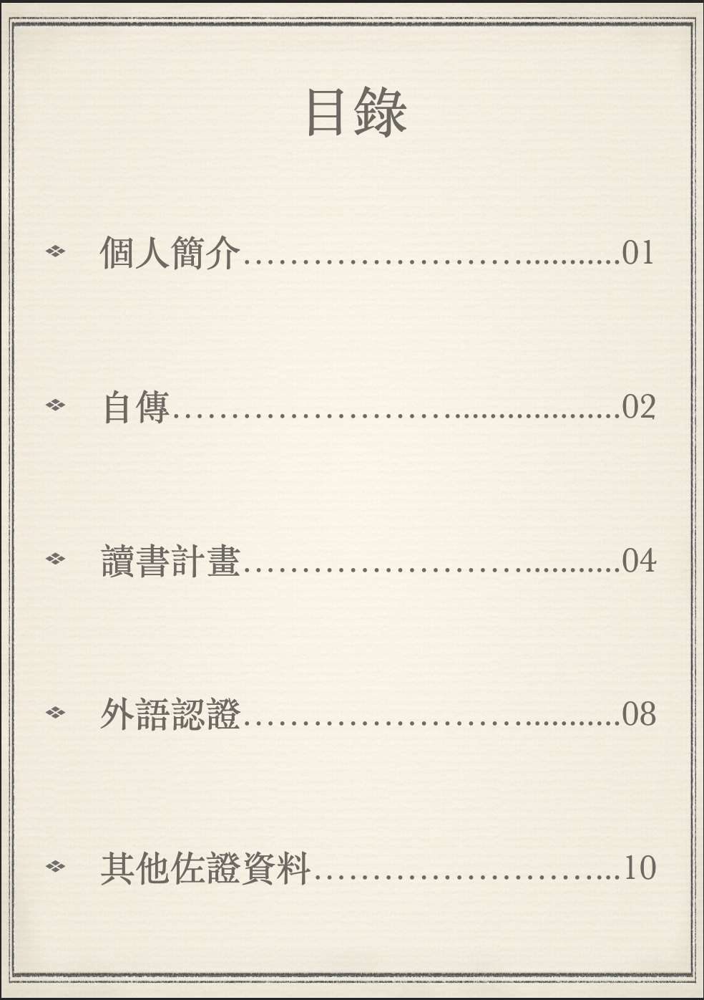 目錄
❖ 個人簡介……………………............01
❖ 自傳……………………......................02
❖ 讀書計畫……………………............04
❖ 外語認證……………………............08
❖ 其他佐證資料……………………....10